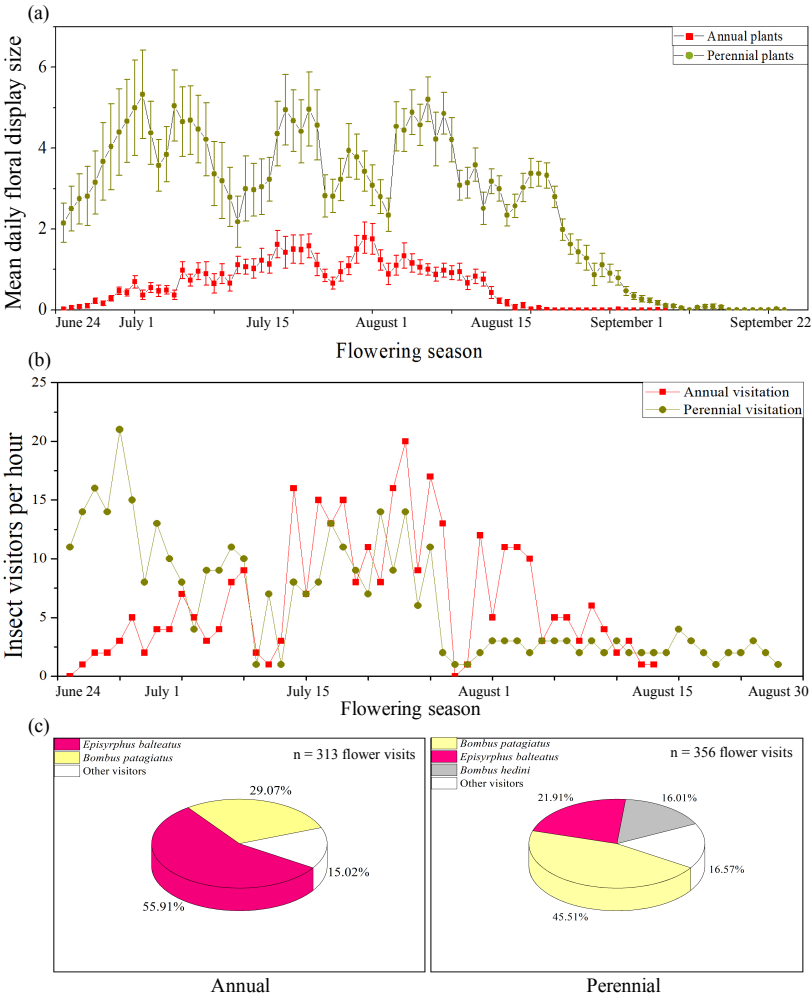 (a)
Annual plants
Perennial plants
Mean daily floral display size
6
4
2
0
June 24 July 1 July 15 August 1 August 15 September 1 September 22
Flowering season
(b)
Annual visitation
Perennial visitation
Insect visitors per hour
25
20
15
10
5
0
June 24 July 1 July 15 August 1 August 15 August 30
Flowering season
(c)
Episyrphus balteatus
Bombus patagiatus
Other visitors
n = 313 flower visits
29.07%
15.02%
55.91%
Annual
Bombus patagiatus
Episyrphus balteatus
Bombus hedini
Other visitors
n = 356 flower visits
21.91%
16.01%
16.57%
45.51%
Perennial